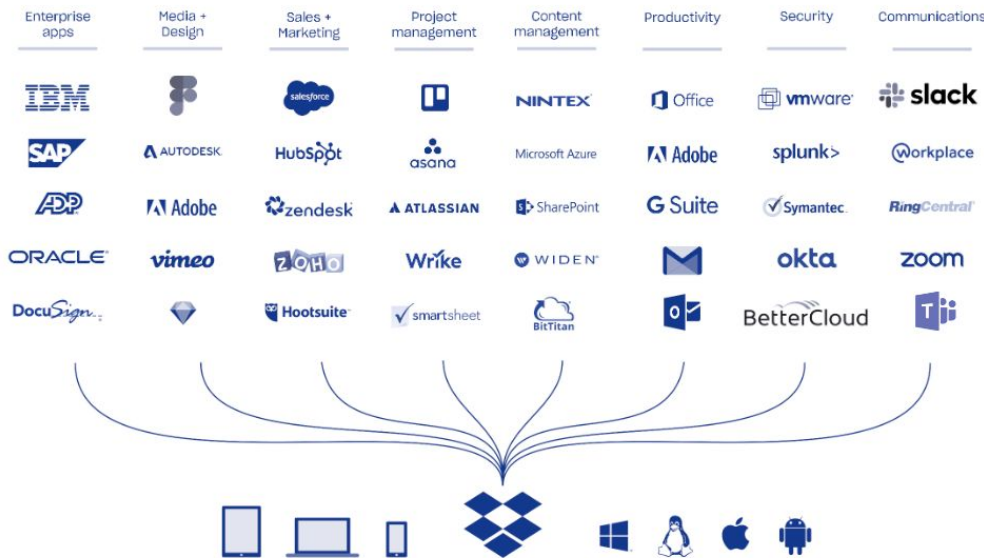 Enterprise apps
Media + Design
Sales + Marketing
Project management
Content management
Productivity
Security
Communications
IBM
salesforce
NINTEX
Office
vmware
slack
SAP
AUTODESK
HubSpot
asana
Microsoft Azure
Adobe
splunk>
workplace
ADP
Adobe
zendesk
ATLASSIAN
SharePoint
G Suite
Symantec
RingCentral
ORACLE
vimeo
ZOHO
Wrike
WIDEN
okta
zoom
DocuSign
Hootsuite
smartsheet
BitTitan
BetterCloud